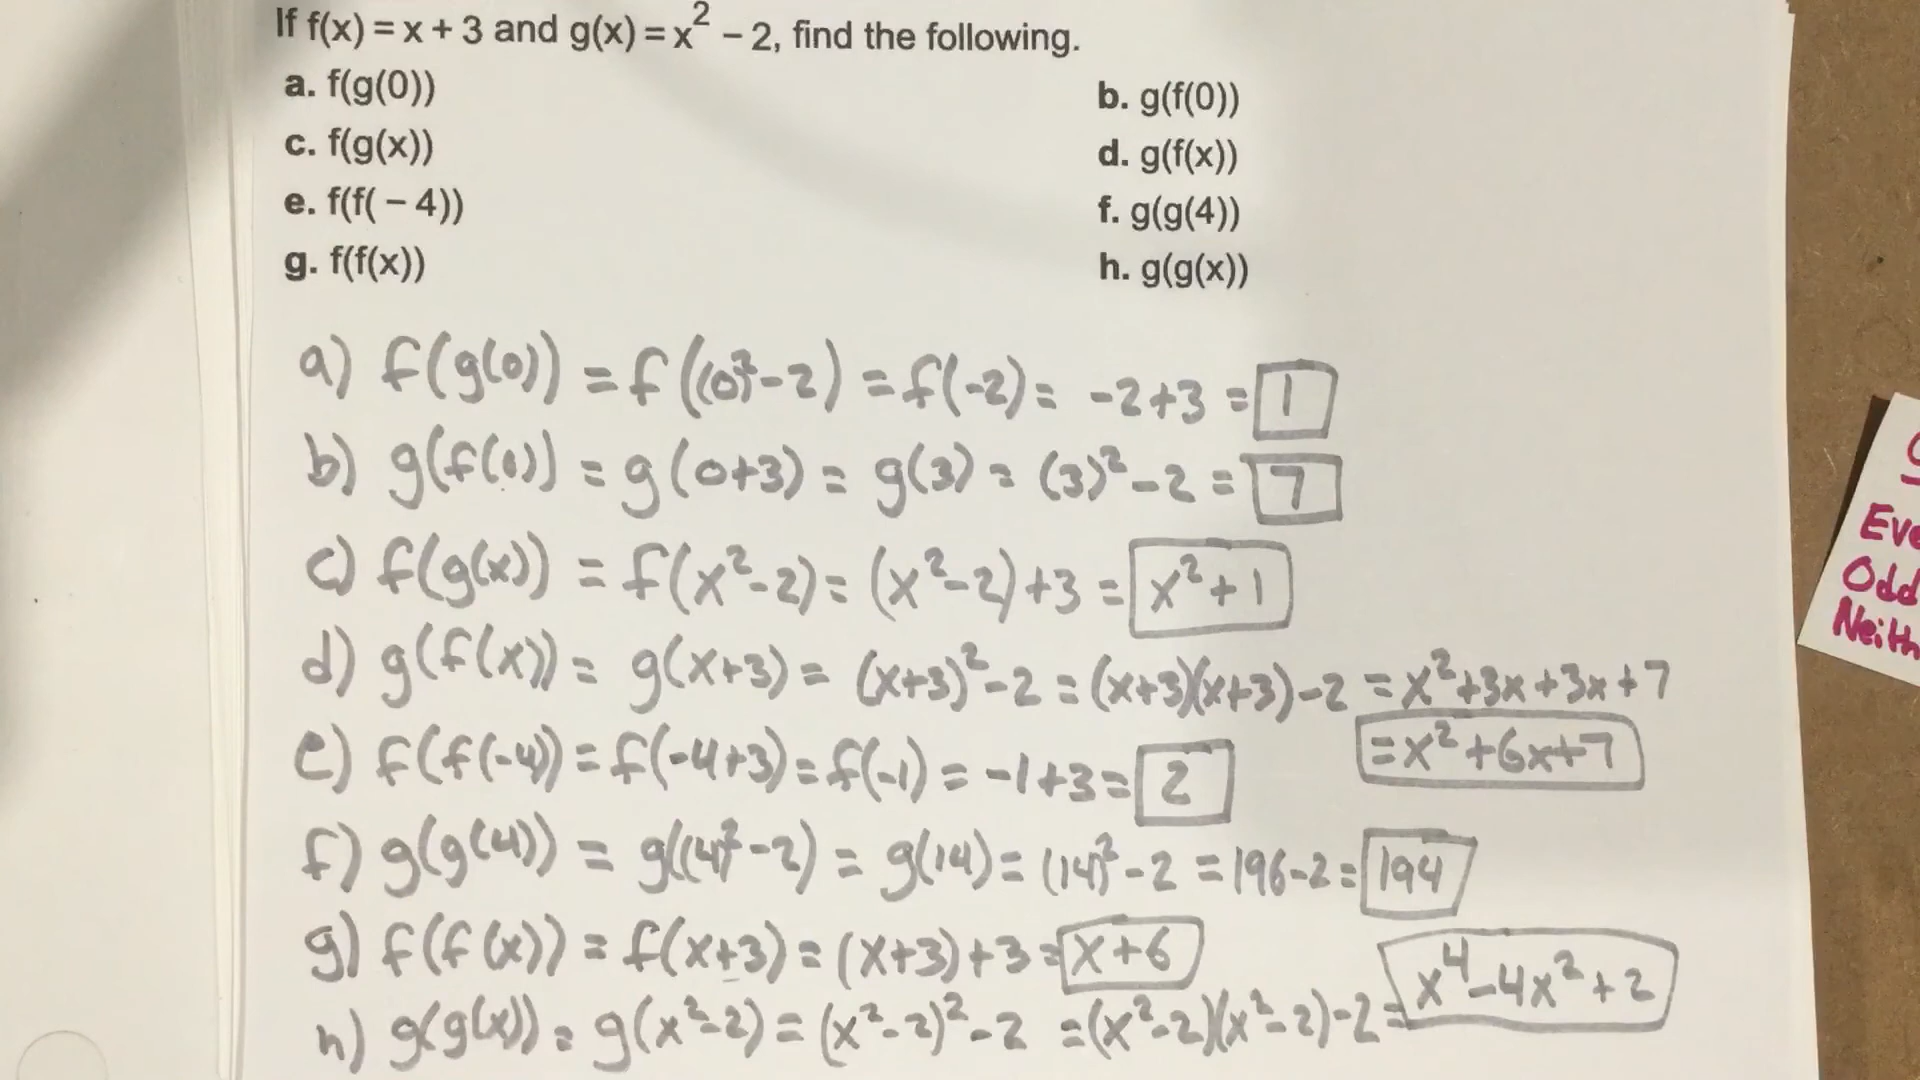 If f(x) = x + 3 and g(x) = x² − 2, find the following.
a. f(g(0))
b. g(f(0))
c. f(g(x))
d. g(f(x))
e. f(f( − 4))
f. g(g(4))
g. f(f(x))
h. g(g(x))
a) f(g(0)) = f((0)²-2) = f(-2) = -2+3 = 1
b) g(f(0)) = g(0+3) = g(3) = (3)²-2 = 7
c) f(g(x)) = f(x²-2) = (x²-2)+3 = x²+1
d) g(f(x)) = g(x+3) = (x+3)²-2 = (x+3)(x+3)-2 = x²+3x+3x+7
= x²+6x+7
e) f(f(-4)) = f(-4+3) = f(-1) = -1+3 = 2
f) g(g(4)) = g((4)²-2) = g(14) = (14)²-2 = 196-2 = 194
g) f(f(x)) = f(x+3) = (x+3)+3 = x+6
h) g(g(x)) = g(x²-2) = (x²-2)²-2 = (x²-2)(x²-2)-2 = x⁴-4x²+2
Eve
Odd
Neith